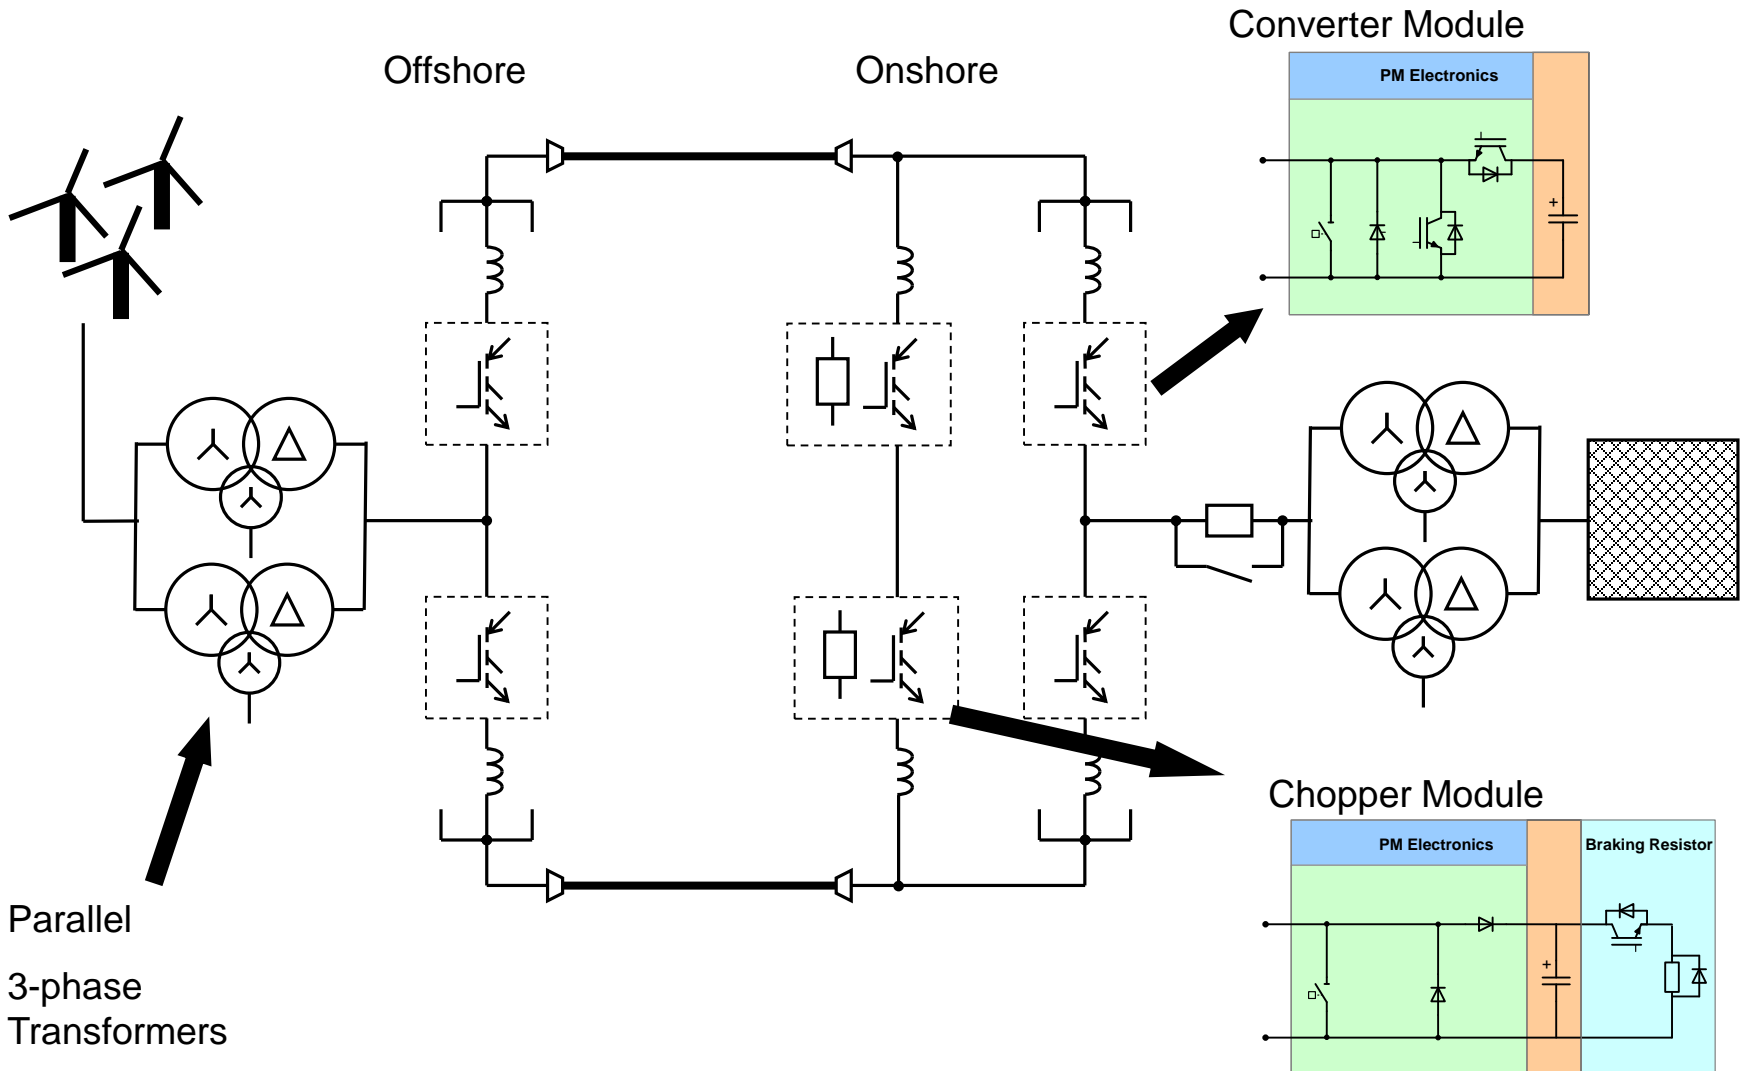 Converter Module
Offshore
Onshore
PM Electronics
+
Chopper Module
PM Electronics
Braking Resistor
+
Parallel
3-phase
Transformers